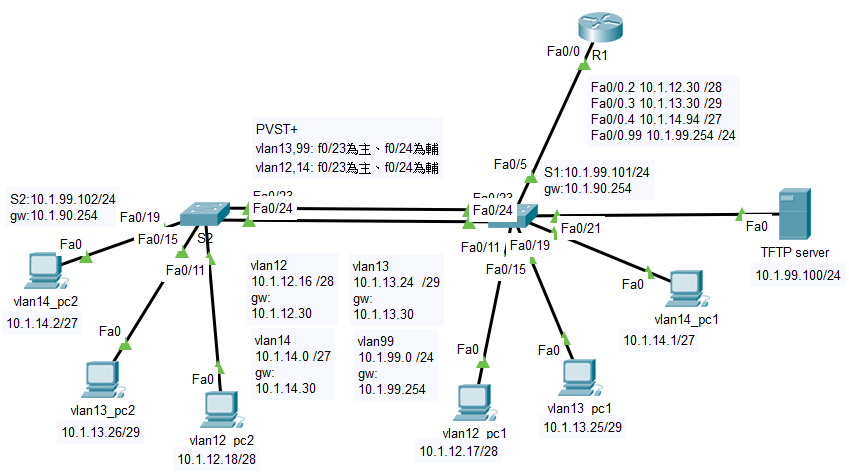 Fa0/0
R1
Fa0/0.2 10.1.12.30 /28
Fa0/0.3 10.1.13.30 /29
Fa0/0.4 10.1.14.94 /27
Fa0/0.99 10.1.99.254 /24
PVST+
vlan13,99: f0/23為主、f0/24為輔
vlan12,14: f0/23為主、f0/24為輔
Fa0/5
S1:10.1.99.101/24
gw:10.1.90.254
S2:10.1.99.102/24
gw:10.1.90.254
Fa0/19
Fa0/15
Fa0/11
S2
Fa0/23
Fa0/24
Fa0/23
Fa0/24
Fa0/21
Fa0/11
Fa0/19
Fa0/15
Fa0
TFTP server
10.1.99.100/24
Fa0
vlan14_pc2
10.1.14.2/27
vlan12
10.1.12.16 /28
gw:
10.1.12.30
vlan13
10.1.13.24 /29
gw:
10.1.13.30
Fa0
vlan14_pc1
10.1.14.1/27
vlan14
10.1.14.0 /27
gw:
10.1.14.30
vlan99
10.1.99.0 /24
gw:
10.1.99.254
Fa0
vlan13_pc2
10.1.13.26/29
Fa0
vlan12_pc2
10.1.12.18/28
Fa0
vlan12_pc1
10.1.12.17/28
Fa0
vlan13_pc1
10.1.13.25/29